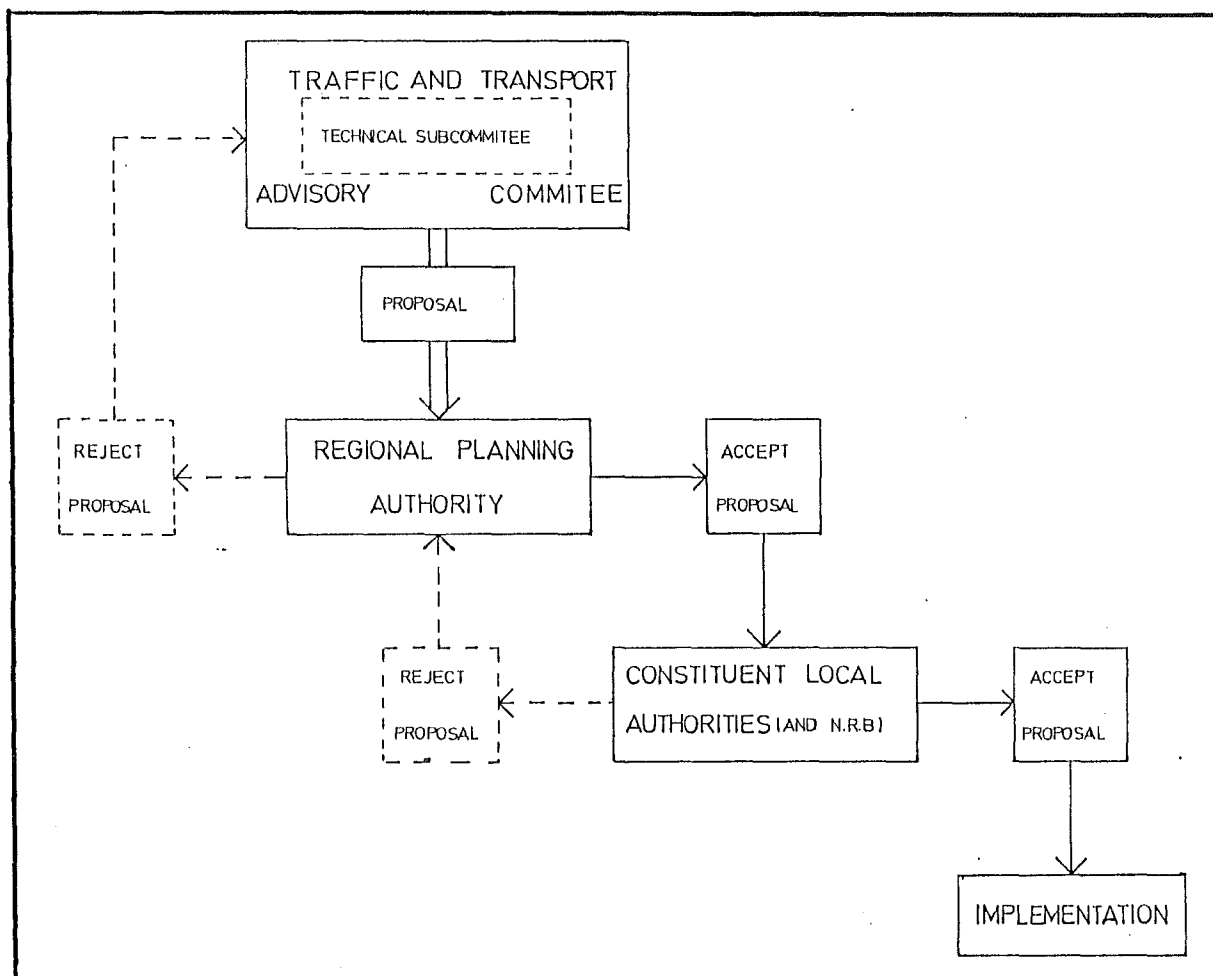 TRAFFIC AND TRANSPORT
TECHNICAL SUBCOMMITEE
ADVISORY COMMITEE
PROPOSAL
REJECT
PROPOSAL
REGIONAL PLANNING
AUTHORITY
ACCEPT
PROPOSAL
REJECT
PROPOSAL
CONSTITUENT LOCAL
AUTHORITIES (AND N.R.B)
ACCEPT
PROPOSAL
IMPLEMENTATION